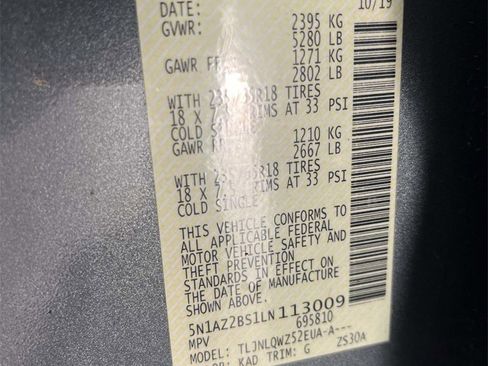 DATE: 10/19
GVWR: 2395 KG
5280 LB
GAWR FR 1271 KG
2802 LB
WITH 18 TIRES
18 X RIMS AT 33 PSI
COLD
GAWR 1210 KG
2667 LB
WITH R18 TIRES
18 X RIMS AT 33 PSI
COLD SINGLE
THIS VEHICLE CONFORMS TO
ALL APPLICABLE FEDERAL
MOTOR VEHICLE SAFETY AND
THEFT PREVENTION
STANDARDS IN EFFECT ON
THE DATE OF MANUFACTURE
SHOWN ABOVE.
5N1AZ2BS1LN113009
MPV 695810
MODEL: TLJNLQWZS2EUA-A---
KAD TRIM: G ZS30A